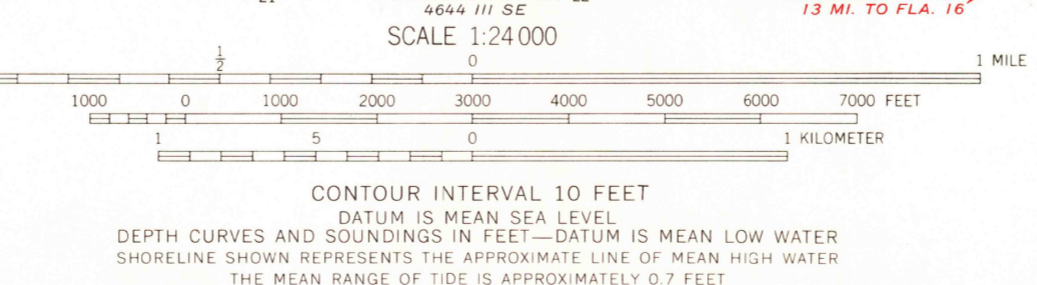 4644 III SE
13 MI. TO FLA. 16
SCALE 1:24 000
1/2 0 1 MILE
1000 0 1000 2000 3000 4000 5000 6000 7000 FEET
1 5 0 1 KILOMETER
CONTOUR INTERVAL 10 FEET
DATUM IS MEAN SEA LEVEL
DEPTH CURVES AND SOUNDINGS IN FEET—DATUM IS MEAN LOW WATER
SHORELINE SHOWN REPRESENTS THE APPROXIMATE LINE OF MEAN HIGH WATER
THE MEAN RANGE OF TIDE IS APPROXIMATELY 0.7 FEET